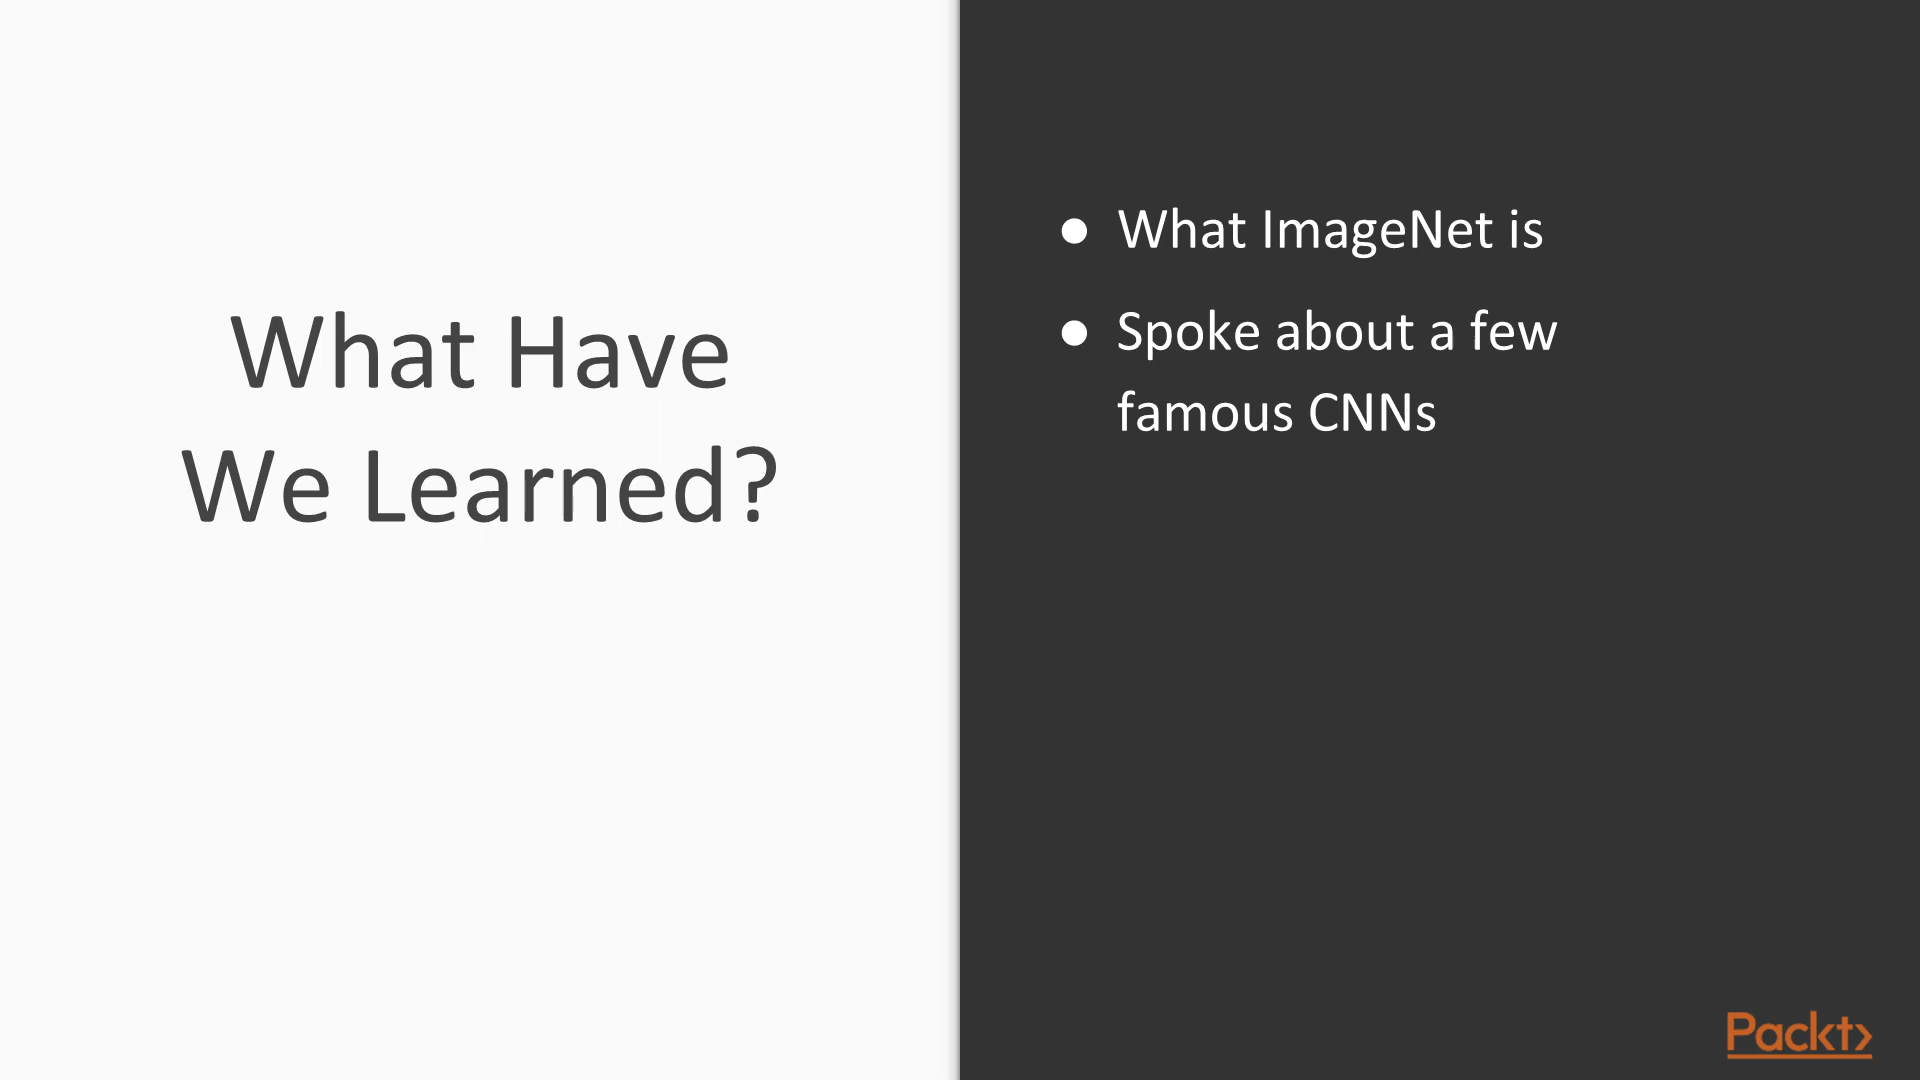 What Have
We Learned?
● What ImageNet is
● Spoke about a few
famous CNNs
Packt>